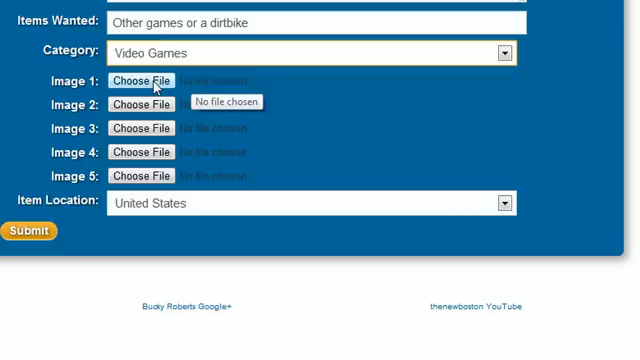 Items Wanted: Other games or a dirtbike
Category: Video Games
Image 1: Choose File No file chosen
No file chosen
Image 2: Choose File
Image 3: Choose File No file chosen
Image 4: Choose File No file chosen
Image 5: Choose File No file chosen
Item Location: United States
Submit
Bucky Roberts Google+ thenewboston YouTube